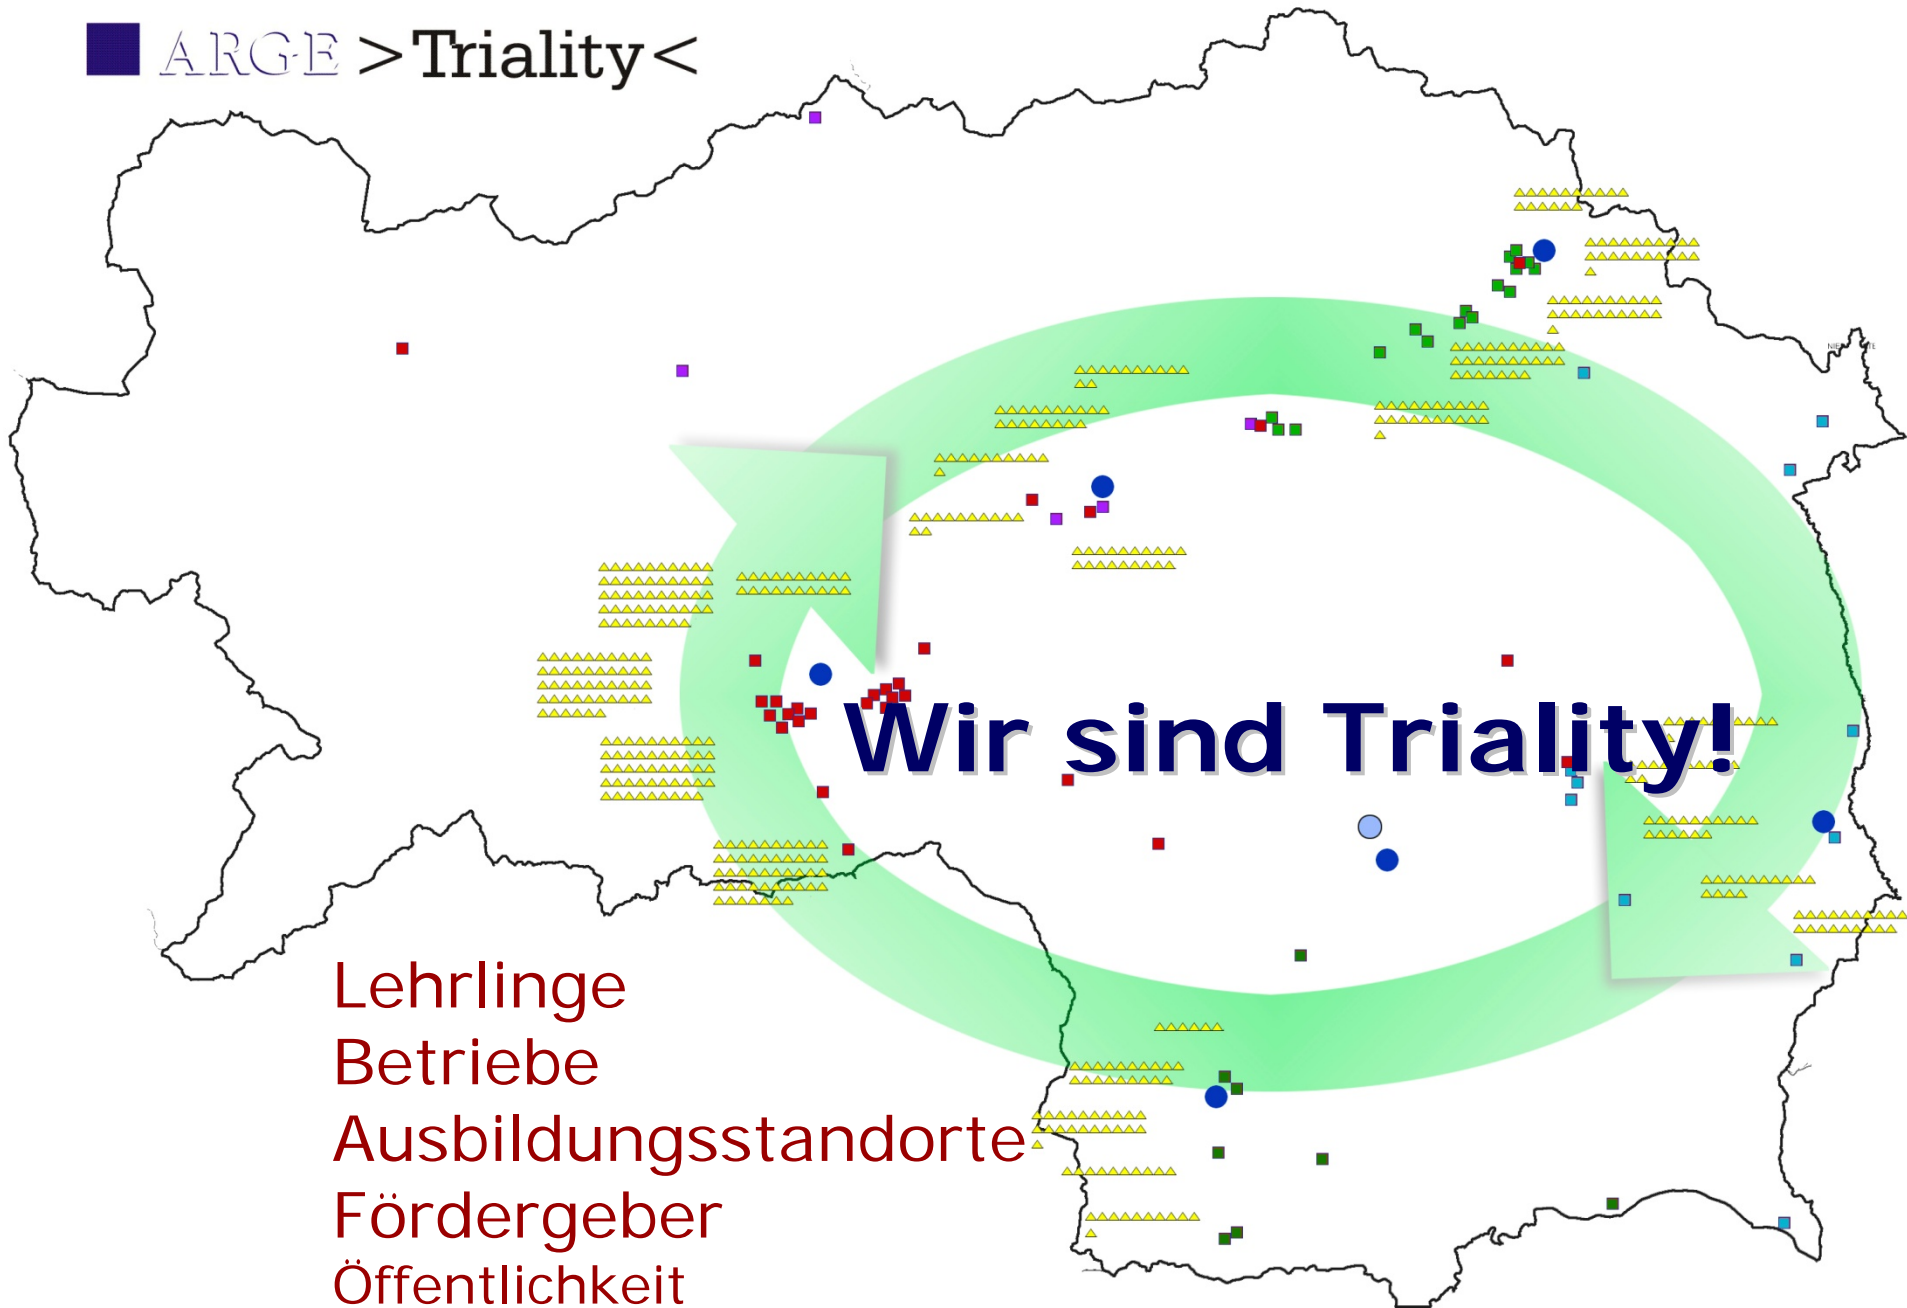 ARGE >Triality<
Wir sind Triality!
Lehrlinge
Betriebe
Ausbildungsstandorte
Fördergeber
Öffentlichkeit